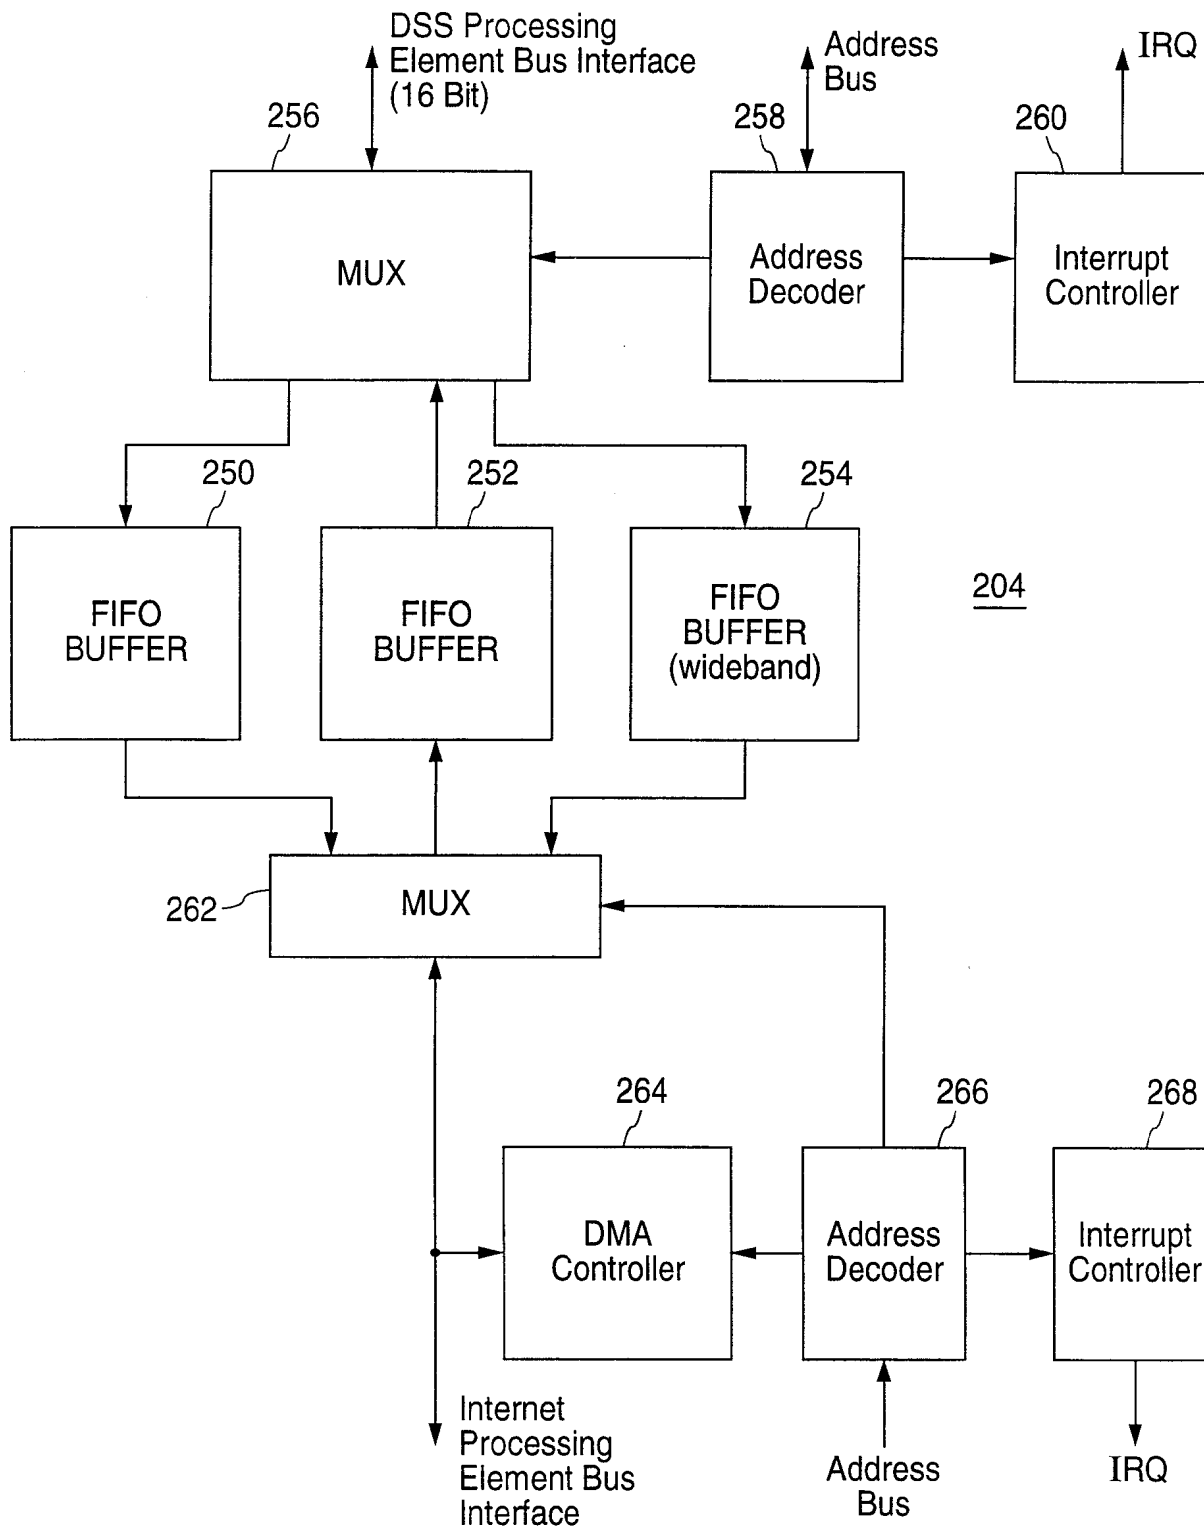 DSS Processing
Element Bus Interface
(16 Bit)
Address
Bus
IRQ
256
258
260
MUX
Address
Decoder
Interrupt
Controller
250
252
254
FIFO
BUFFER
FIFO
BUFFER
FIFO
BUFFER
(wideband)
204
262
MUX
264
266
268
DMA
Controller
Address
Decoder
Interrupt
Controller
Internet
Processing
Element Bus
Interface
Address
Bus
IRQ